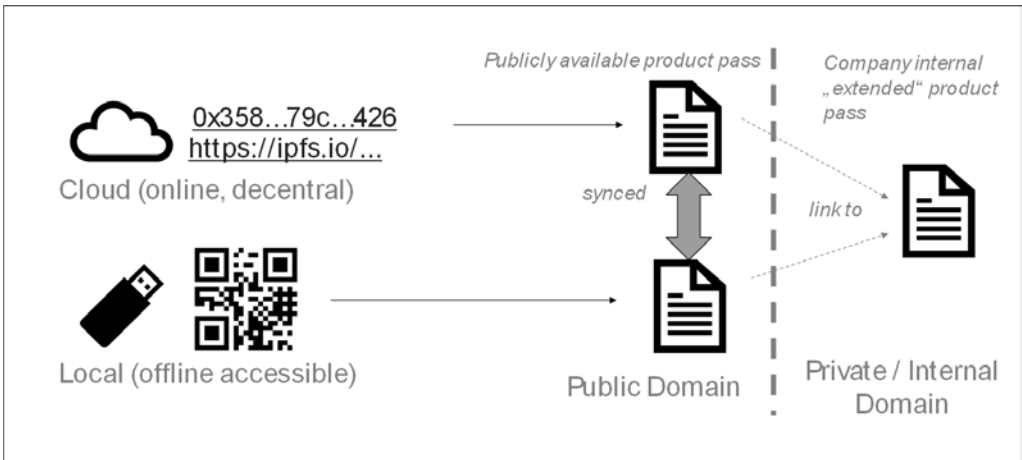 Publicly available product pass
Company internal
„extended“ product
pass
0x358...79c...426
https://ipfs.io/...
Cloud (online, decentral)
synced
link to
Local (offline accessible)
Public Domain
Private / Internal
Domain